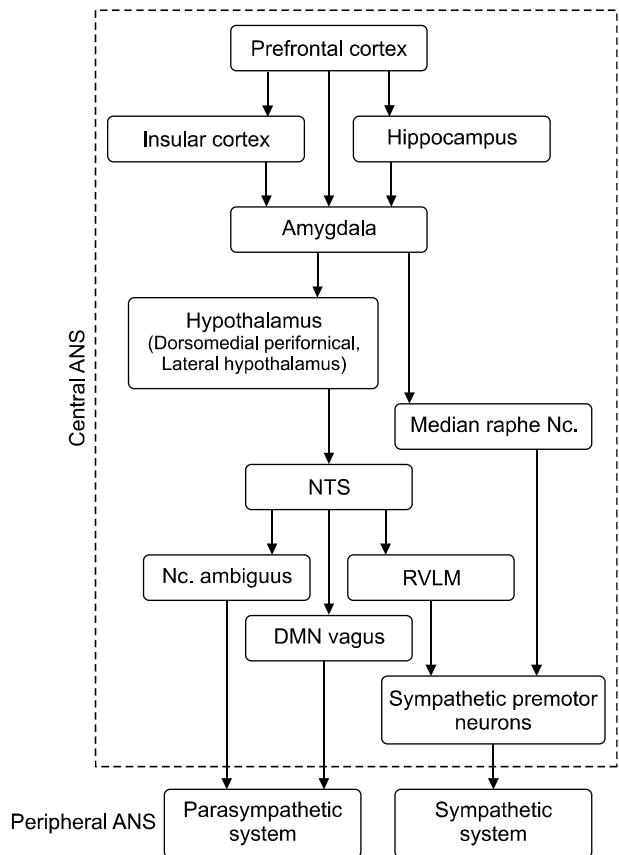 Prefrontal cortex
Insular cortex
Hippocampus
Amygdala
Hypothalamus
(Dorsomedial perifornical,
Lateral hypothalamus)
Central ANS
Median raphe Nc.
NTS
Nc. ambiguus
RVLM
DMN vagus
Sympathetic premotor
neurons
Peripheral ANS
Parasympathetic
system
Sympathetic
system